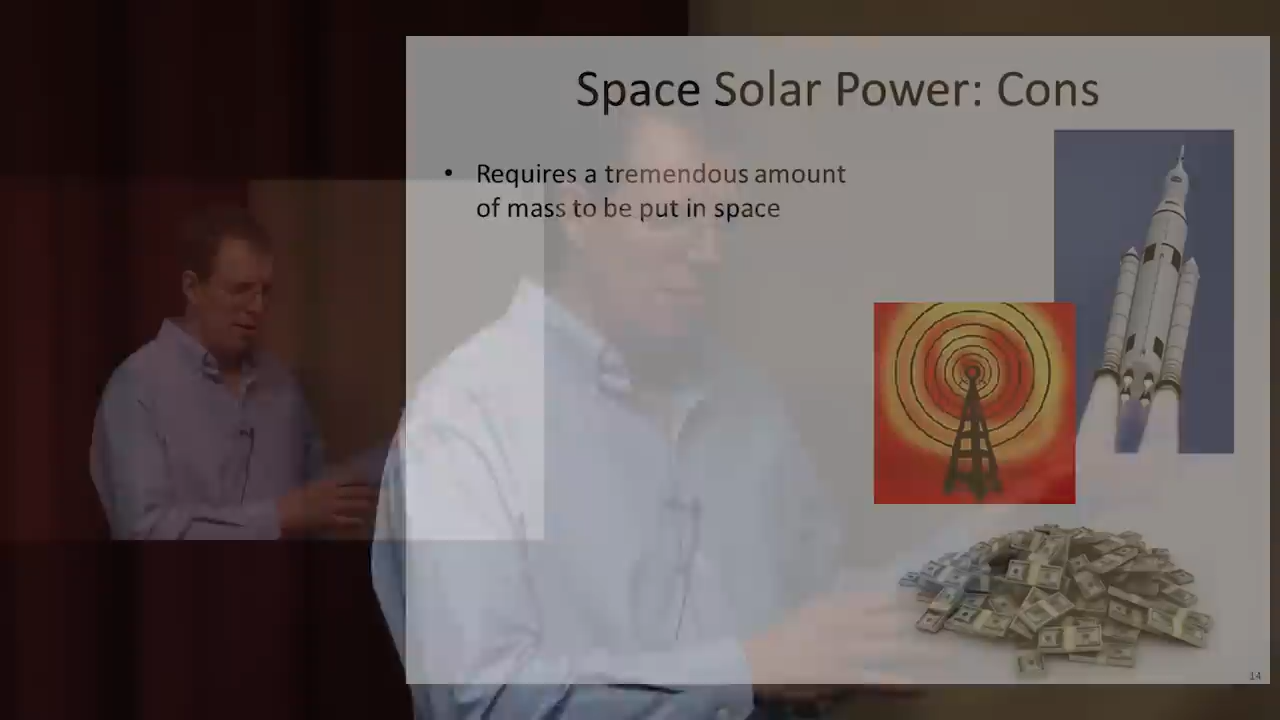 Space Solar Power: Cons
• Requires a tremendous amount
of mass to be put in space
14